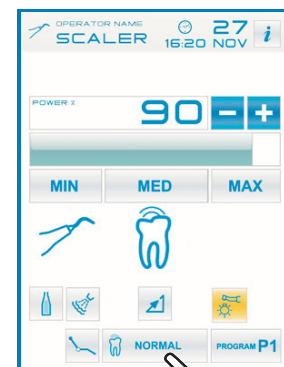 OPERATOR NAME
SCALER
16:20
27
NOV
i
POWER %
90
- +
MIN MED MAX
NORMAL
PROGRAM P1